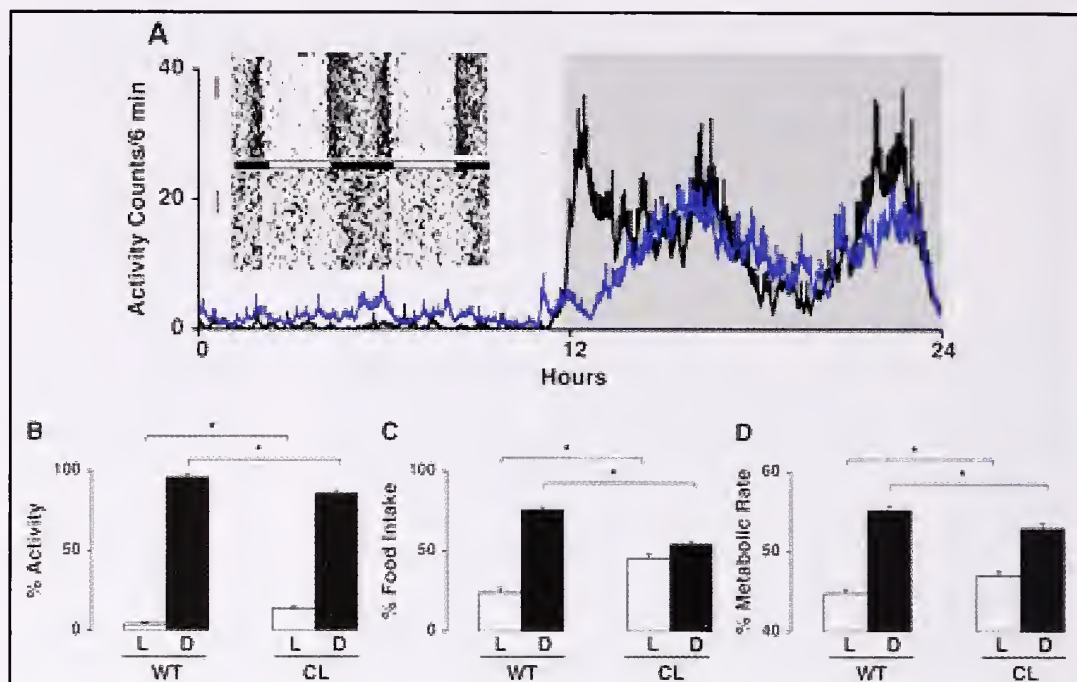 A
40
20
0
Activity Counts/6 min
0 12 24
Hours
B
* *
100
50
0
% Activity
L D L D
WT CL
C
* *
100
50
0
% Food Intake
L D L D
WT CL
D
* *
60
50
40
% Metabolic Rate
L D L D
WT CL